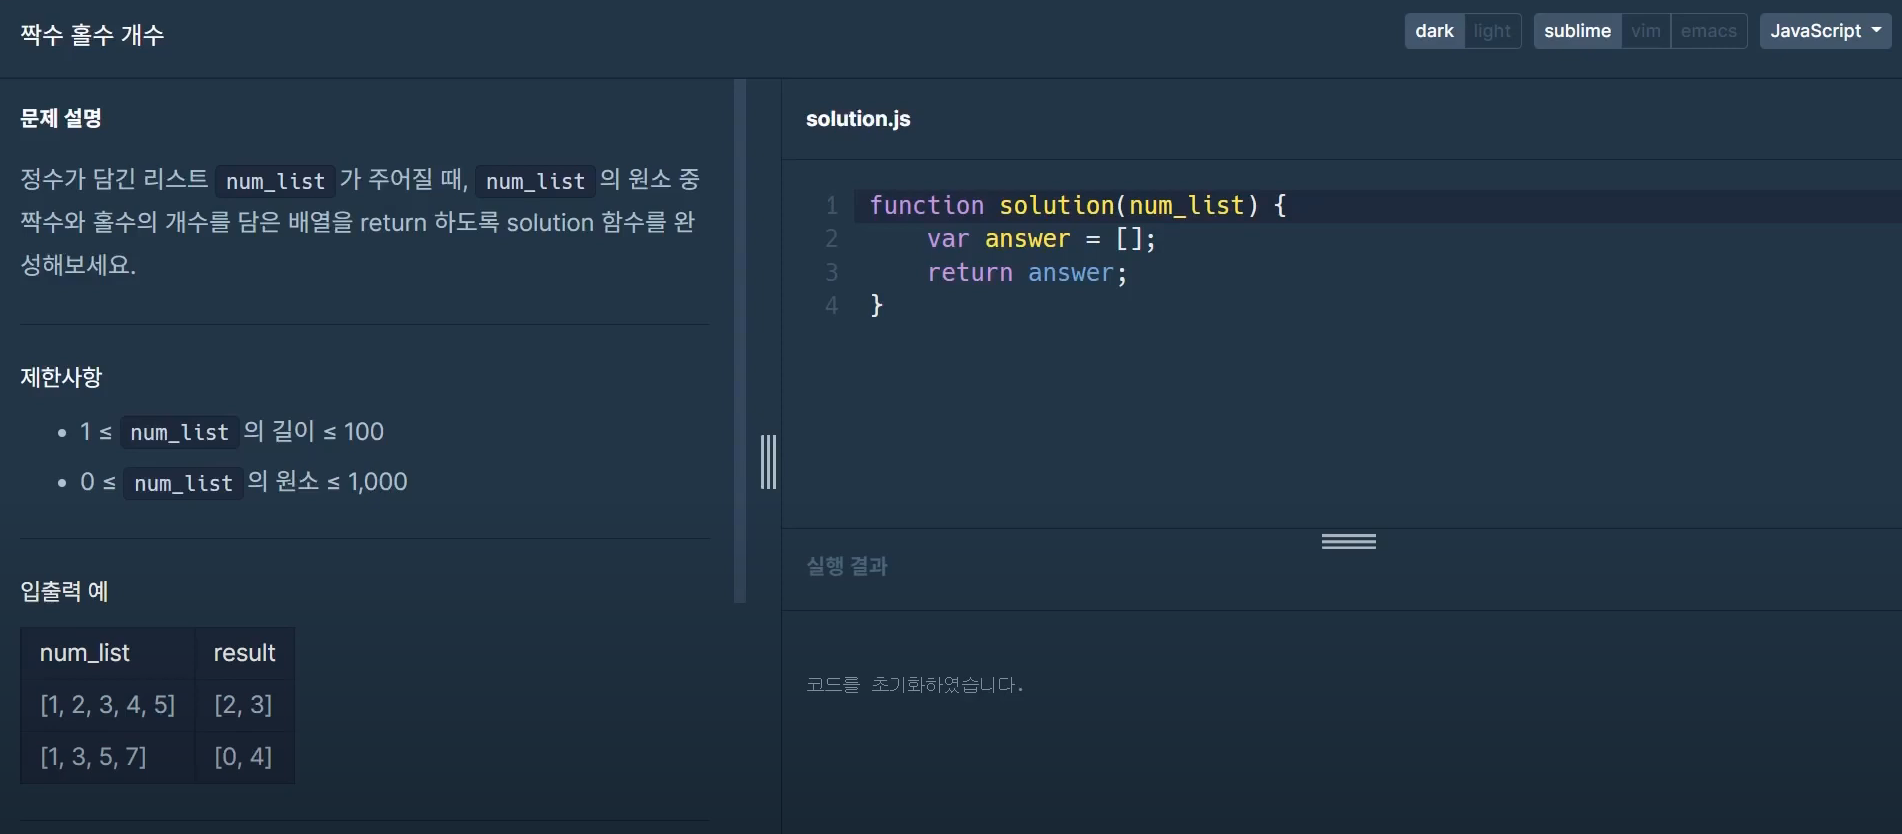 짝수 홀수 개수
dark light sublime vim emacs JavaScript
문제 설명
정수가 담긴 리스트 num_list 가 주어질 때, num_list 의 원소 중
짝수와 홀수의 개수를 담은 배열을 return 하도록 solution 함수를 완
성해보세요.
제한사항
• 1 ≤ num_list 의 길이 ≤ 100
• 0 ≤ num_list 의 원소 ≤ 1,000
입출력 예
num_list result
[1, 2, 3, 4, 5] [2, 3]
[1, 3, 5, 7] [0, 4]
solution.js
1 function solution(num_list) {
2     var answer = [];
3     return answer;
4 }
실행 결과
코드를 초기화하였습니다.